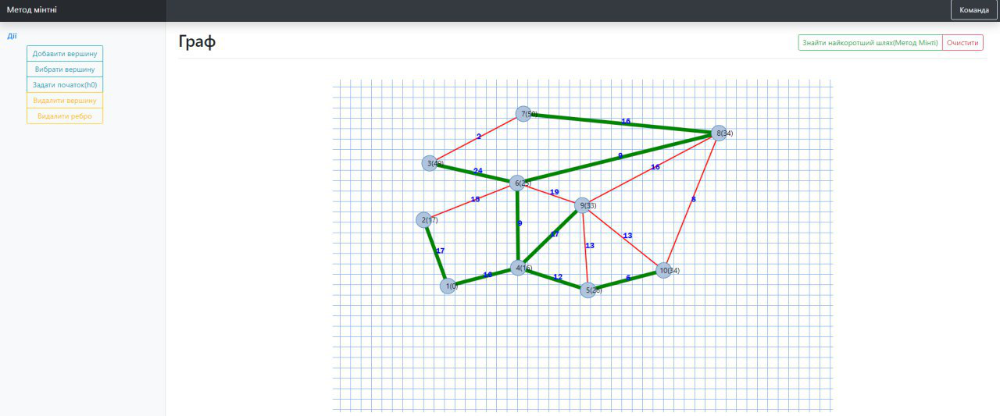 Метод мінтні
Команда
Дії
Добавити вершину
Вибрати вершину
Задати початок(h0)
Видалити вершину
Видалити ребро
Граф
Знайти найкоротший шлях(Метод Мінті)
Очистити
7(50)
16
8(34)
2
3(49)
24
9
16
6(25)
19
15
9(33)
8
2(17)
9
17
13
13
17
4(16)
16
12
6
10(34)
1(0)
5(28)